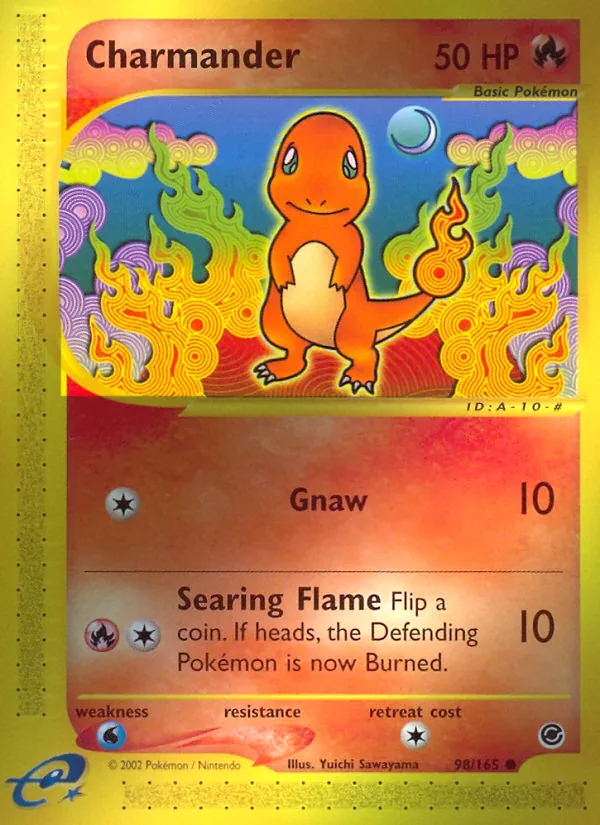 Charmander 50 HP
Basic Pokémon
ID:A-10-#
Gnaw 10
Searing Flame Flip a
coin. If heads, the Defending
Pokémon is now Burned.
10
weakness resistance retreat cost
© 2002 Pokémon / Nintendo Illus. Yuichi Sawayama 98/165
e